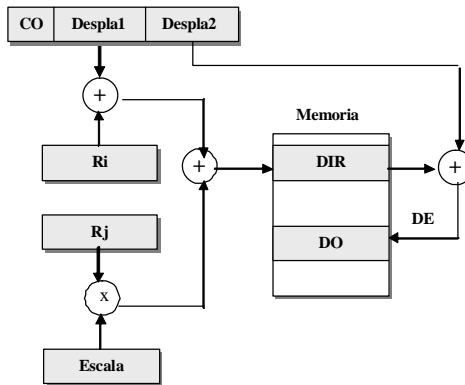 CO Despla1 Despla2
+
Memoria
Ri
+
DIR
+
Rj
DE
DO
x
Escala